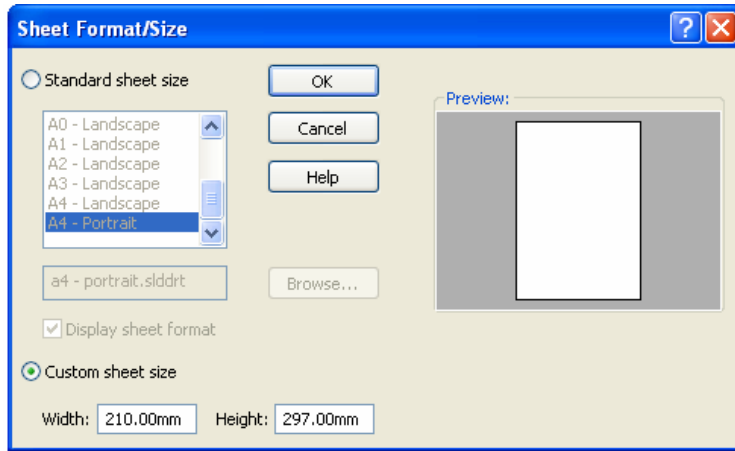 Sheet Format/Size
Standard sheet size
A0 - Landscape
A1 - Landscape
A2 - Landscape
A3 - Landscape
A4 - Landscape
A4 - Portrait
a4 - portrait.slddrt
Display sheet format
Custom sheet size
Width: 210.00mm Height: 297.00mm
OK
Cancel
Help
Browse...
Preview: